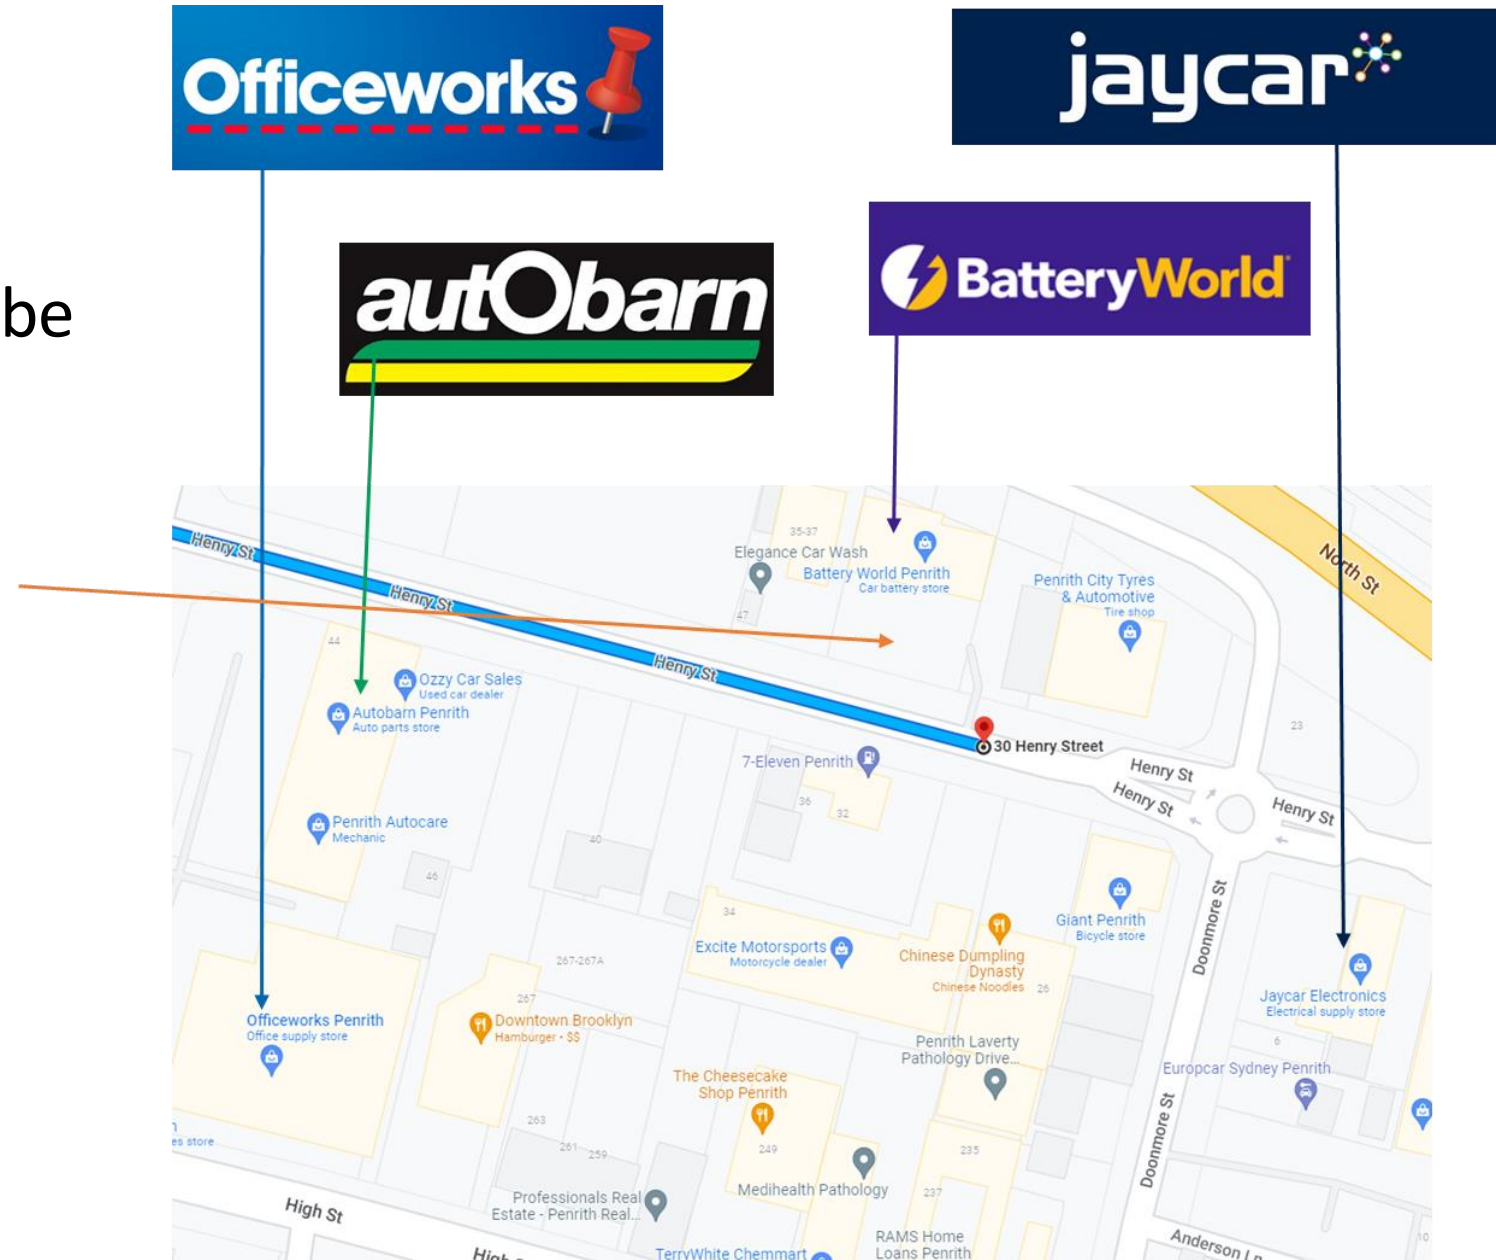 Officeworks
jaycar
BatteryWorld
autObarn
be
Henry St
Henry St
Henry St
North St
35-37
Elegance Car Wash
Battery World Penrith
Car battery store
47
Penrith City Tyres
& Automotive
Tire shop
44
Ozzy Car Sales
Used car dealer
Autobarn Penrith
Auto parts store
23
30 Henry Street
7-Eleven Penrith
Henry St
Henry St
Henry St
36
32
Penrith Autocare
Mechanic
40
46
Doonmore St
34
Giant Penrith
Bicycle store
Excite Motorsports
Motorcycle dealer
Chinese Dumpling
Dynasty
Chinese Noodles
26
267-267A
267
Jaycar Electronics
Electrical supply store
Officeworks Penrith
Office supply store
Downtown Brooklyn
Hamburger • $$
6
Penrith Laverty
Pathology Drive...
Europcar Sydney Penrith
The Cheesecake
Shop Penrith
Doonmore St
263
261
259
249
235
es store
Medihealth Pathology
237
Professionals Real
Estate - Penrith Real...
High St
RAMS Home
Loans Penrith
TerryWhite Chemmart
Anderson
10